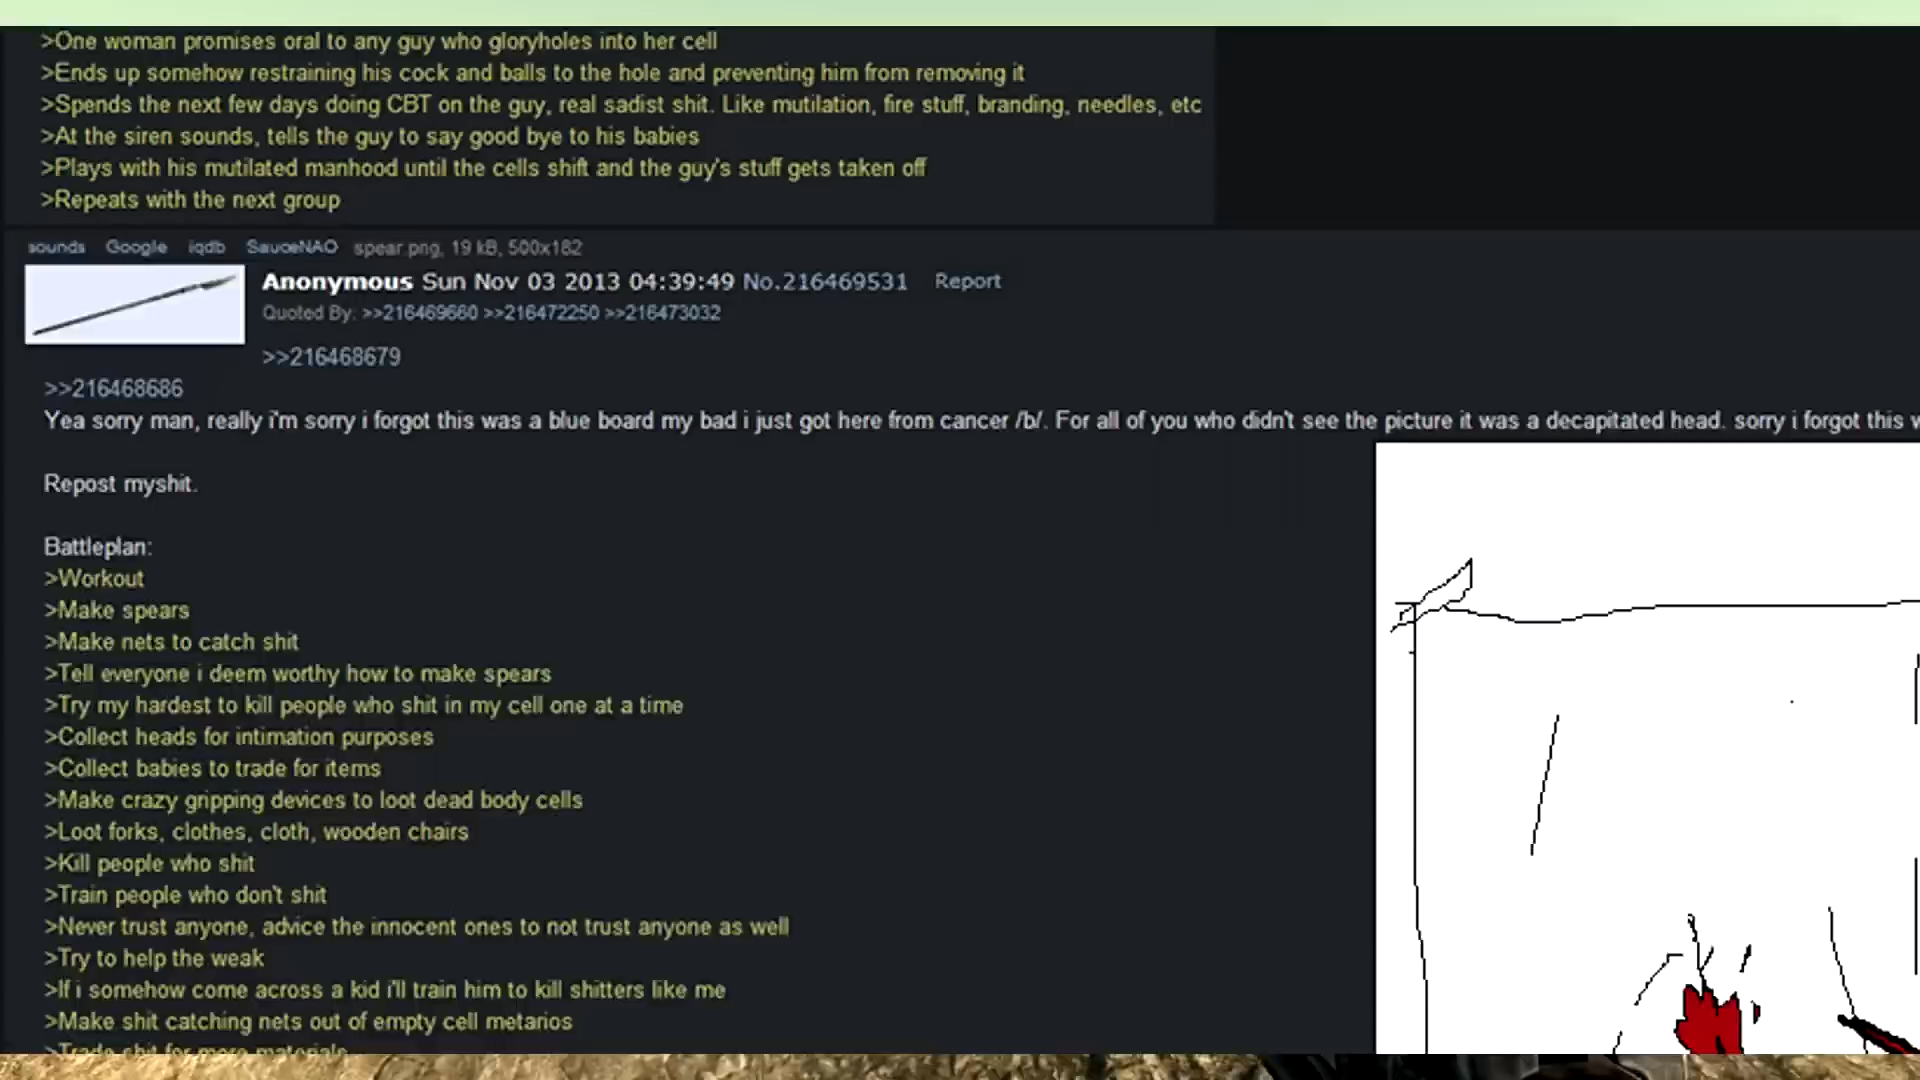 >One woman promises oral to any guy who gloryholes into her cell
>Ends up somehow restraining his cock and balls to the hole and preventing him from removing it
>Spends the next few days doing CBT on the guy, real sadist shit. Like mutilation, fire stuff, branding, needles, etc
>At the siren sounds, tells the guy to say good bye to his babies
>Plays with his mutilated manhood until the cells shift and the guy's stuff gets taken off
>Repeats with the next group
sounds Google iqdb SauceNAO spear.png, 19 kB, 500x182
Anonymous Sun Nov 03 2013 04:39:49 No.216469531 Report
Quoted By: >>216469660 >>216472250 >>216473032
>>216468679
>>216468686
Yea sorry man, really i'm sorry i forgot this was a blue board my bad i just got here from cancer /b/. For all of you who didn't see the picture it was a decapitated head. sorry i forgot this
Repost myshit.
Battleplan:
>Workout
>Make spears
>Make nets to catch shit
>Tell everyone i deem worthy how to make spears
>Try my hardest to kill people who shit in my cell one at a time
>Collect heads for intimation purposes
>Collect babies to trade for items
>Make crazy gripping devices to loot dead body cells
>Loot forks, clothes, cloth, wooden chairs
>Kill people who shit
>Train people who don't shit
>Never trust anyone, advice the innocent ones to not trust anyone as well
>Try to help the weak
>If i somehow come across a kid i'll train him to kill shitters like me
>Make shit catching nets out of empty cell metarios
>Trade shit for more materials